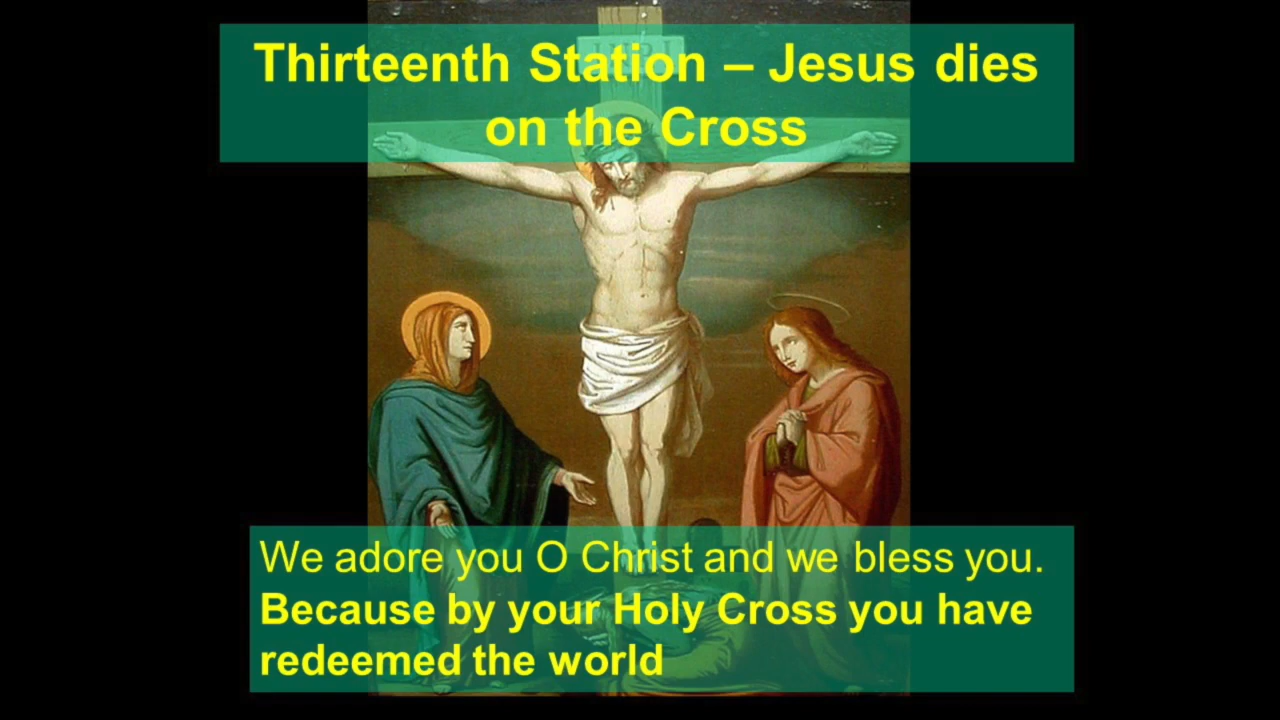 Thirteenth Station – Jesus dies
on the Cross
INRI
We adore you O Christ and we bless you.
Because by your Holy Cross you have
redeemed the world